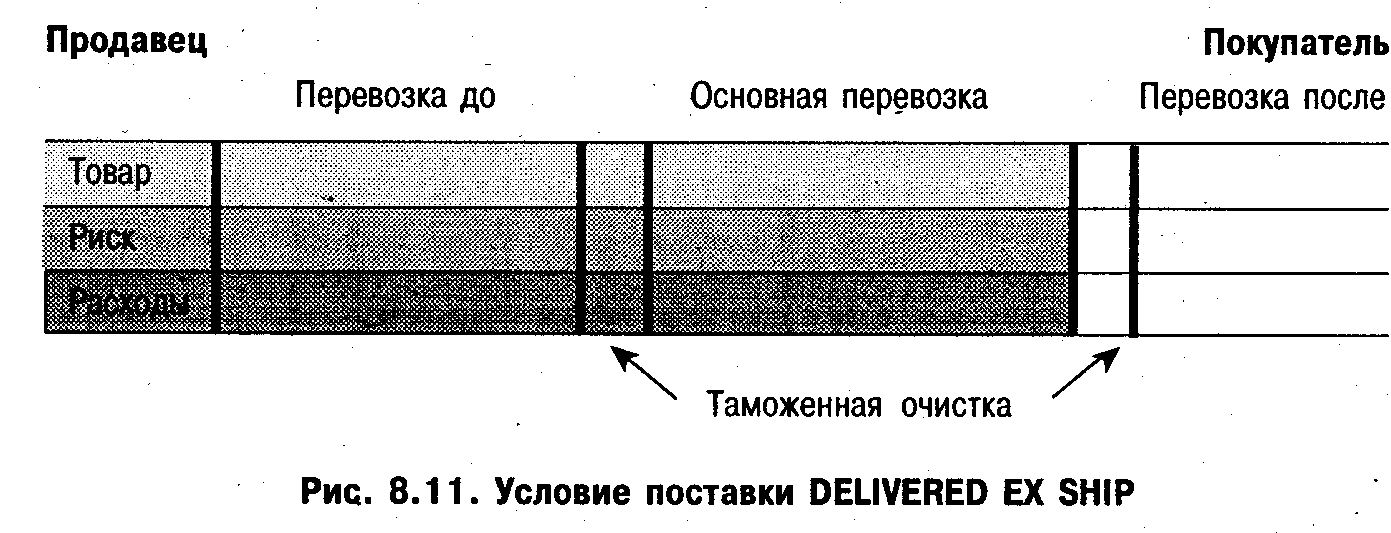 Продавец
Покупатель
Перевозка до
Основная перевозка
Перевозка после
Товар
Риск
Расходы
Таможенная очистка
Рис. 8.11. Условие поставки DELIVERED EX SHIP